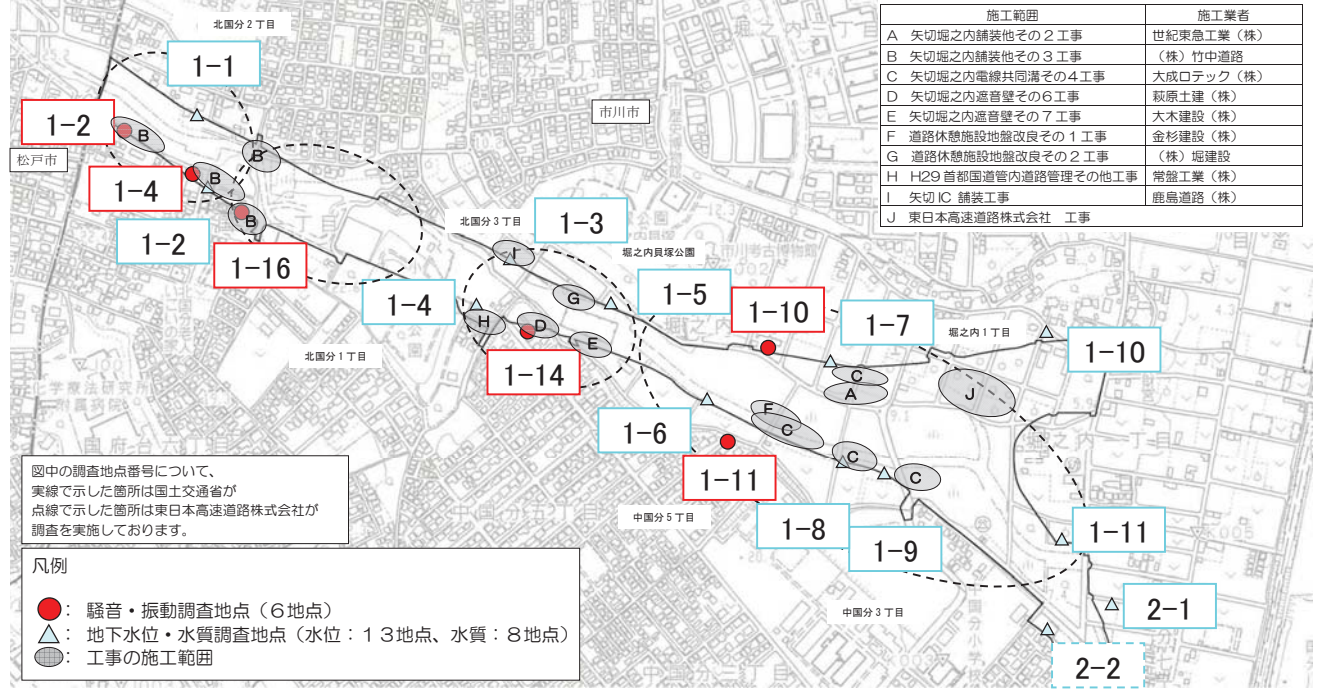 施工範囲 施工業者
A 矢切堀之内舗装他その2工事 世紀東急工業（株）
B 矢切堀之内舗装他その3工事 （株）竹中道路
C 矢切堀之内電線共同溝その4工事 大成ロテック（株）
D 矢切堀之内遮音壁その6工事 萩原土建（株）
E 矢切堀之内遮音壁その7工事 大木建設（株）
F 道路休憩施設地盤改良その1工事 金杉建設（株）
G 道路休憩施設地盤改良その2工事 （株）堀建設
H H29首都国道管内道路管理その他工事 常盤工業（株）
I 矢切IC 舗装工事 鹿島道路（株）
J 東日本高速道路株式会社 工事
北国分2丁目
1-1
市川市
1-2
B
松戸市
B
B
1-4
B
1-2
1-16
北国分3丁目
1-3
I
堀之内貝塚公園
1-4
G
1-5
1-10
1-7
堀之内1丁目
1-10
H
D
E
北国分1丁目
1-14
C
A
J
F
C
1-6
C
C
1-11
中国分5丁目
1-8
1-9
1-11
中国分3丁目
2-1
2-2
図中の調査地点番号について、
実線で示した箇所は国土交通省が
点線で示した箇所は東日本高速道路株式会社が
調査を実施しております。
凡例
： 騒音・振動調査地点（6地点）
： 地下水位・水質調査地点（水位：13地点、水質：8地点）
： 工事の施工範囲